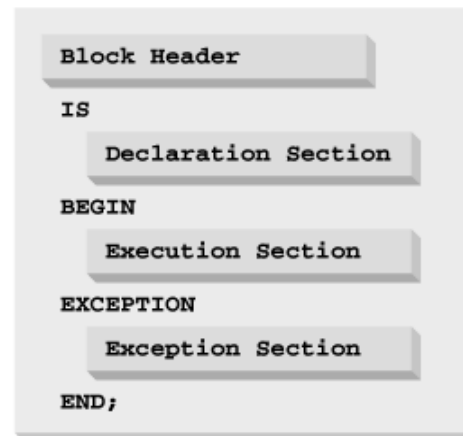 Block Header
IS
Declaration Section
BEGIN
Execution Section
EXCEPTION
Exception Section
END;